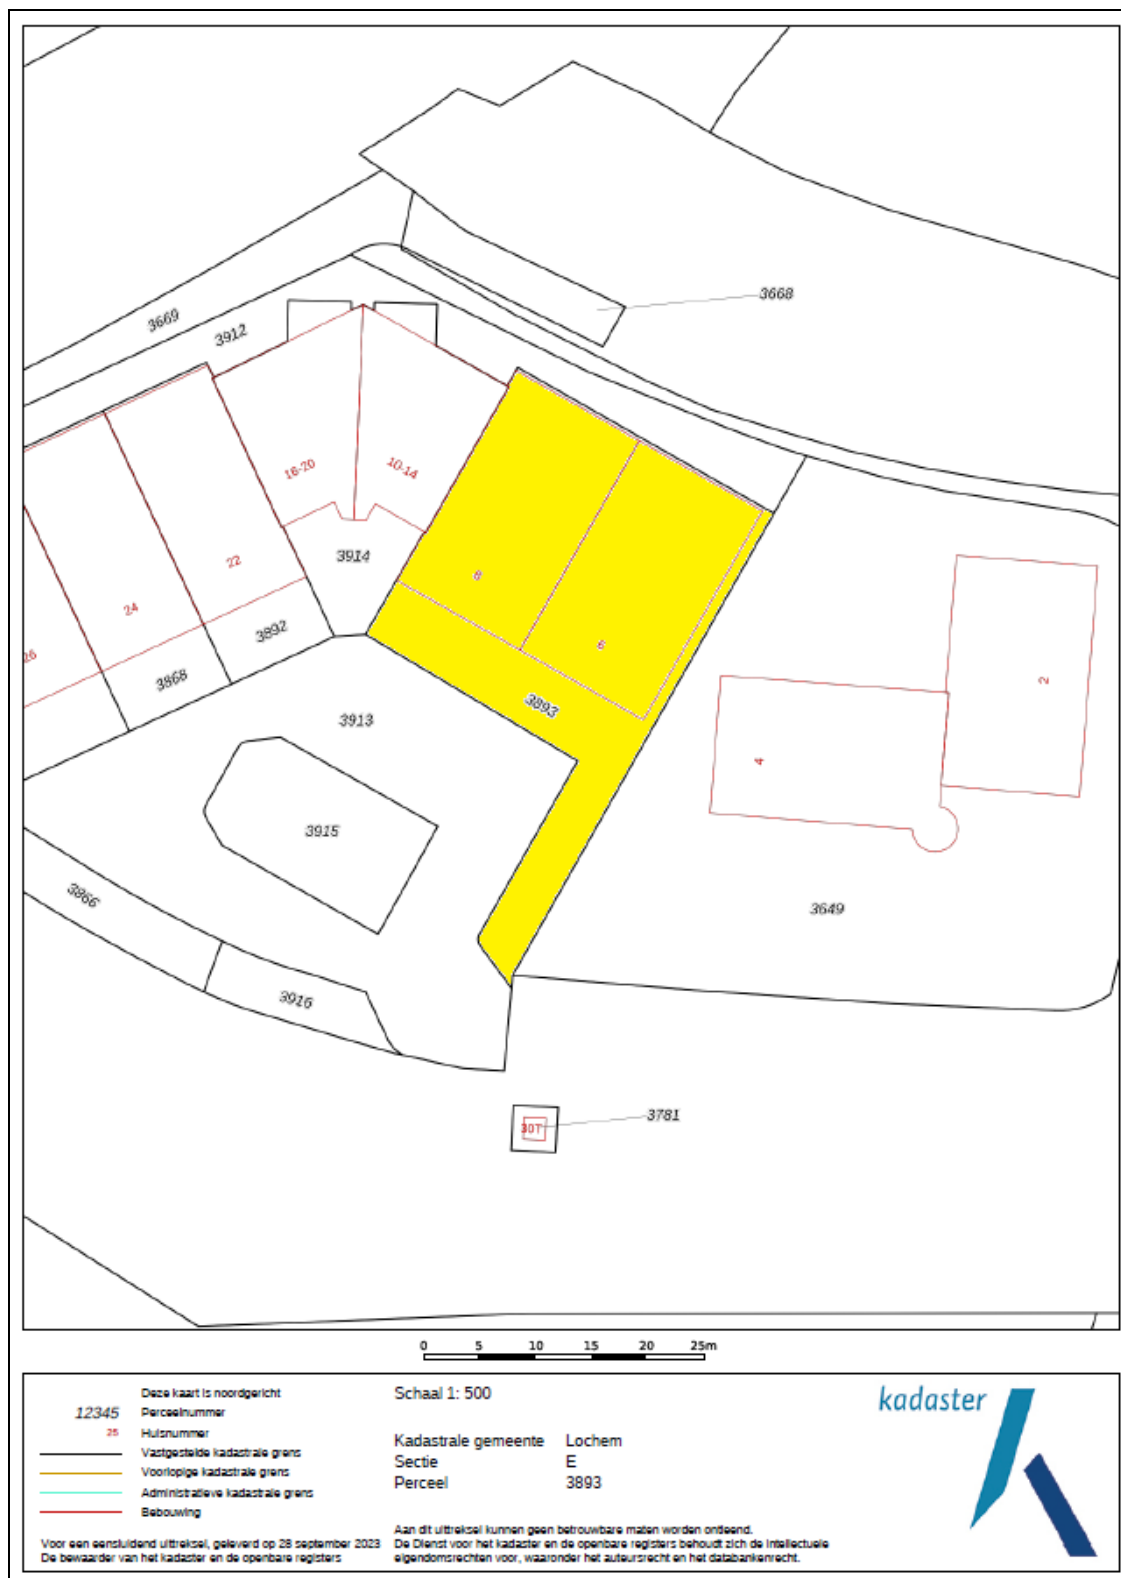 3668
3669
3912
16-20
10-14
3914
22
24
26
3892
3868
8
6
3893
2
4
3913
3915
3866
3649
3916
3781
30T
0 5 10 15 20 25m
Deze kaart is noordgericht
12345 Perceelnummer
25 Huisnummer
Vastgestelde kadastrale grens
Voorlopige kadastrale grens
Administratieve kadastrale grens
Bebouwing
Voor een eensluidend uittreksel, geleverd op 28 september 2023
De bewaarder van het kadaster en de openbare registers
Schaal 1: 500
Kadastrale gemeente Lochem
Sectie E
Perceel 3893
Aan dit uittreksel kunnen geen betrouwbare maten worden ontleend.
De Dienst voor het kadaster en de openbare registers behoudt zich de intellectuele
eigendomsrechten voor, waaronder het auteursrecht en het databankenrecht.
kadaster